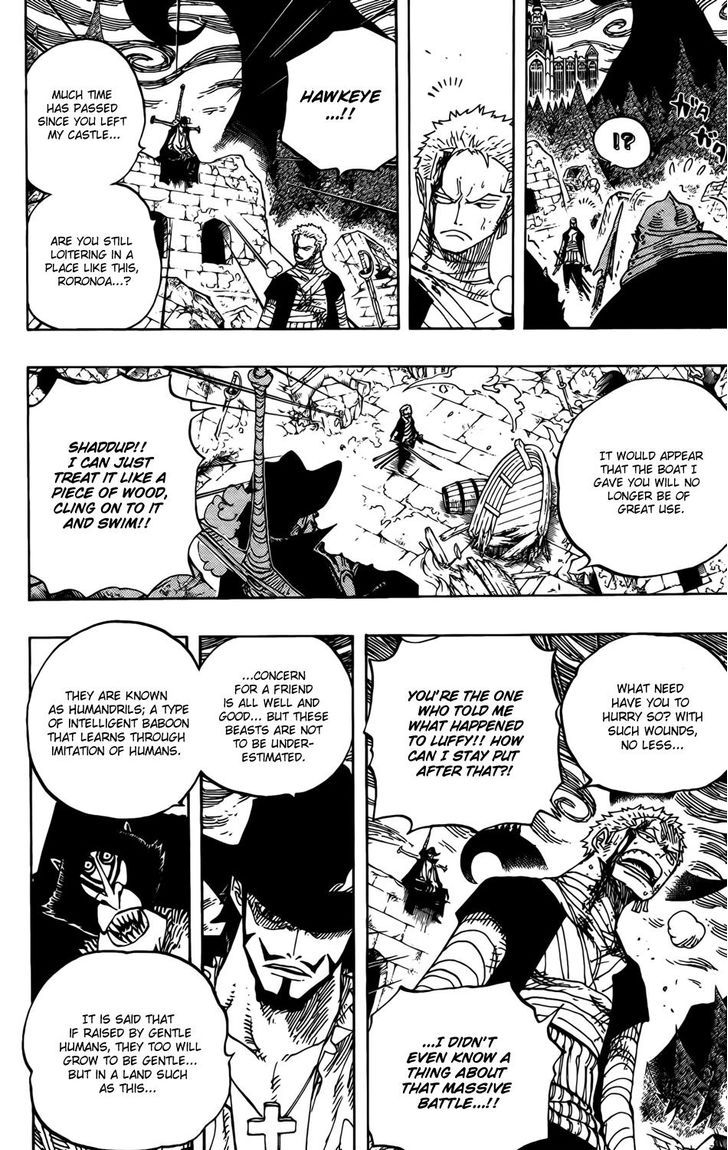 ガタ
ガタ
!?
HAWKEYE
...!!
MUCH TIME
HAS PASSED
SINCE YOU LEFT
MY CASTLE...
ARE YOU STILL
LOITERING IN A
PLACE LIKE THIS,
RORONOA...?
IT WOULD APPEAR
THAT THE BOAT I
GAVE YOU WILL NO
LONGER BE OF
GREAT USE.
SHADDUP!!
I CAN JUST
TREAT IT LIKE A
PIECE OF WOOD,
CLING ON TO IT
AND SWIM!!
WHAT NEED
HAVE YOU TO
HURRY SO? WITH
SUCH WOUNDS,
NO LESS...
YOU'RE THE ONE
WHO TOLD ME
WHAT HAPPENED
TO LUFFY!! HOW
CAN I STAY PUT
AFTER THAT?!
...I DIDN'T
EVEN KNOW A
THING ABOUT
THAT MASSIVE
BATTLE...!!
...CONCERN
FOR A FRIEND
IS ALL WELL AND
GOOD... BUT THESE
BEASTS ARE NOT
TO BE UNDER-
ESTIMATED.
THEY ARE KNOWN
AS HUMANDRILS; A TYPE
OF INTELLIGENT BABOON
THAT LEARNS THROUGH
IMITATION OF HUMANS.
IT IS SAID THAT
IF RAISED BY GENTLE
HUMANS, THEY TOO WILL
GROW TO BE GENTLE...
BUT IN A LAND SUCH
AS THIS...